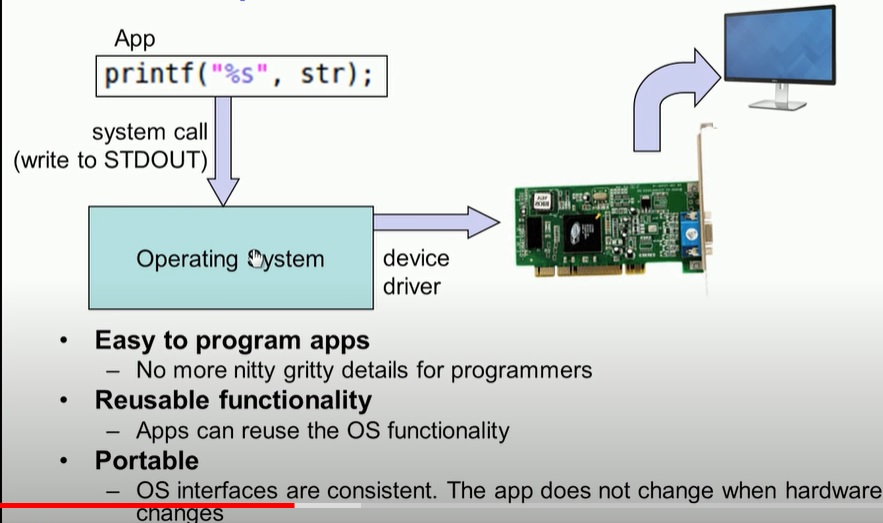 App
printf("%s", str);
system call
(write to STDOUT)
Operating System
device
driver
• Easy to program apps
– No more nitty gritty details for programmers
• Reusable functionality
– Apps can reuse the OS functionality
• Portable
– OS interfaces are consistent. The app does not change when hardware
changes